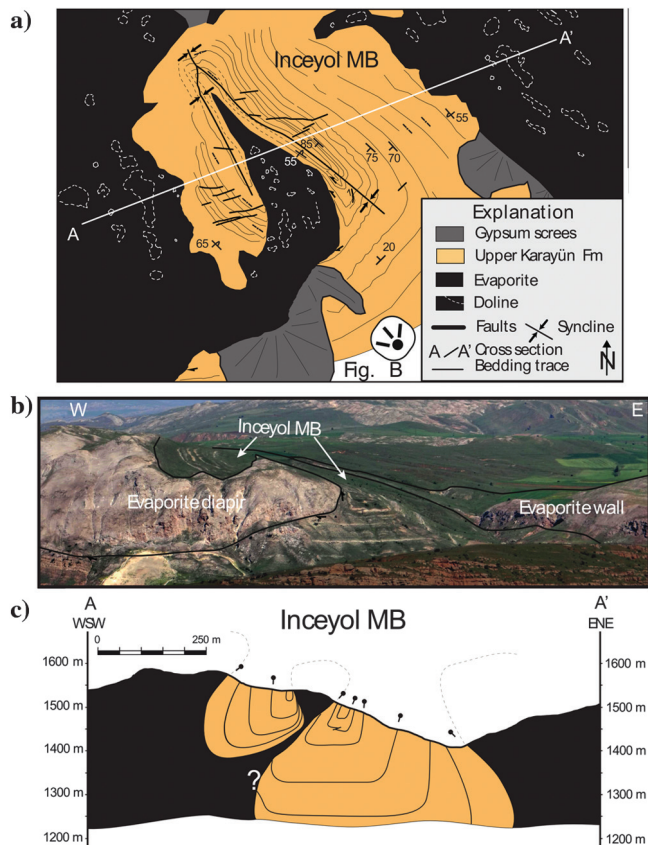 a)
Inceyol MB
A'
55
85
55
75
70
A
65
20
Fig. B
Explanation
Gypsum screes
Upper Karayün Fm
Evaporite
Doline
Faults
Syncline
A A' Cross section
Bedding trace
N
b)
W
E
Inceyol MB
Evaporite diapir
Evaporite wall
c)
A
WSW
Inceyol MB
A'
ENE
0 250 m
1600 m
1500 m
1400 m
1300 m
1200 m
?
1600 m
1500 m
1400 m
1300 m
1200 m